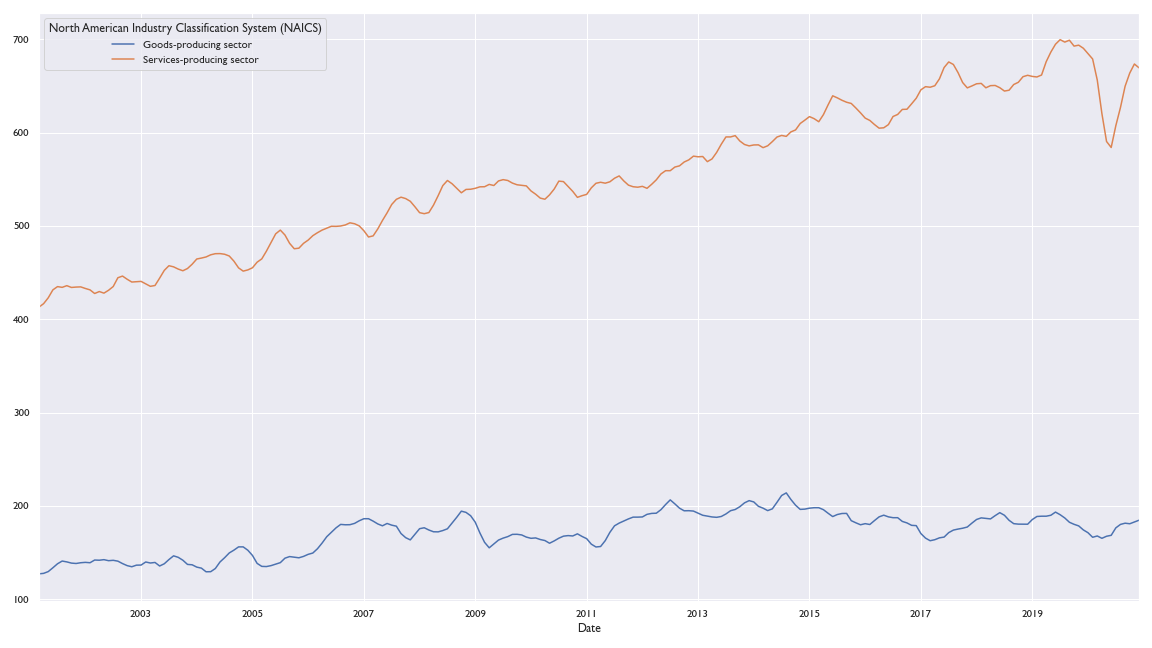 North American Industry Classification System (NAICS)
Goods-producing sector
Services-producing sector
700
600
500
400
300
200
100
2003 2005 2007 2009 2011 2013 2015 2017 2019
Date